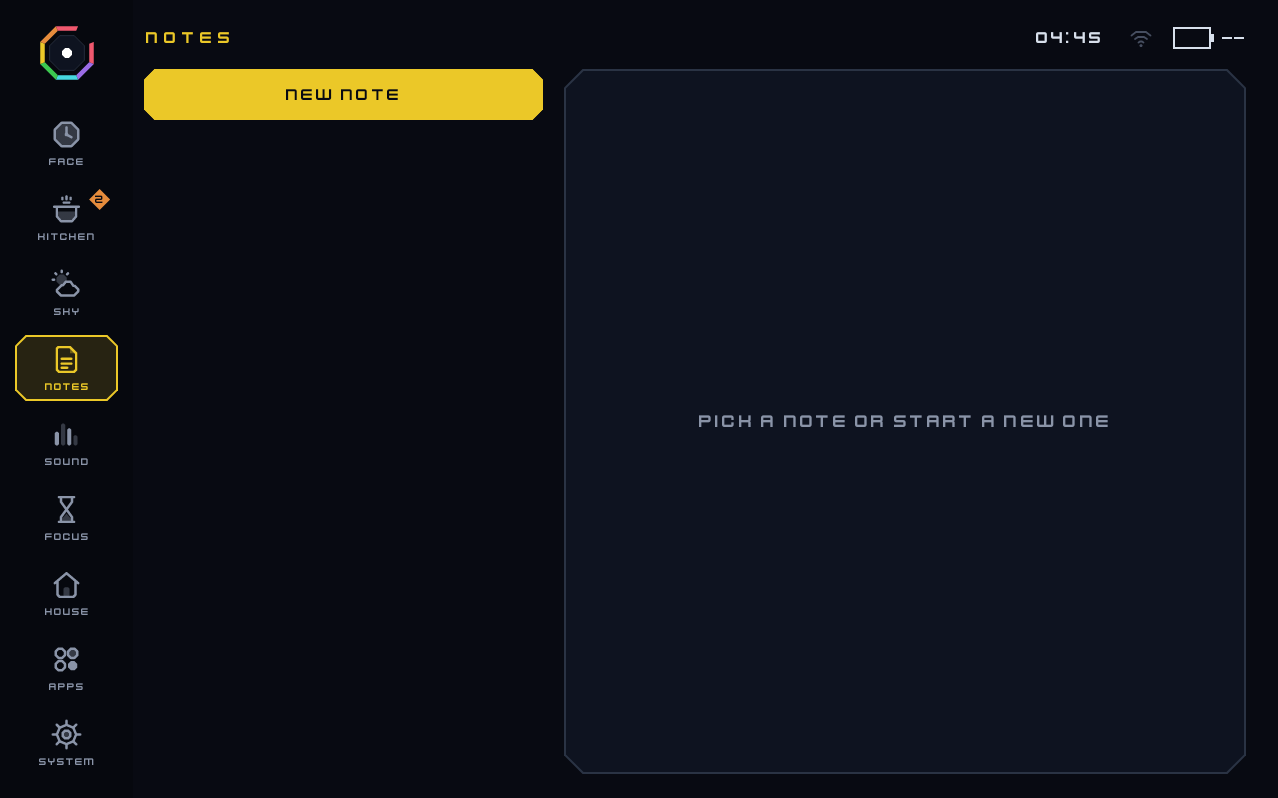 NOTES
04:45
--
NEW NOTE
FACE
2
KITCHEN
SKY
NOTES
PICK A NOTE OR START A NEW ONE
SOUND
FOCUS
HOUSE
APPS
SYSTEM